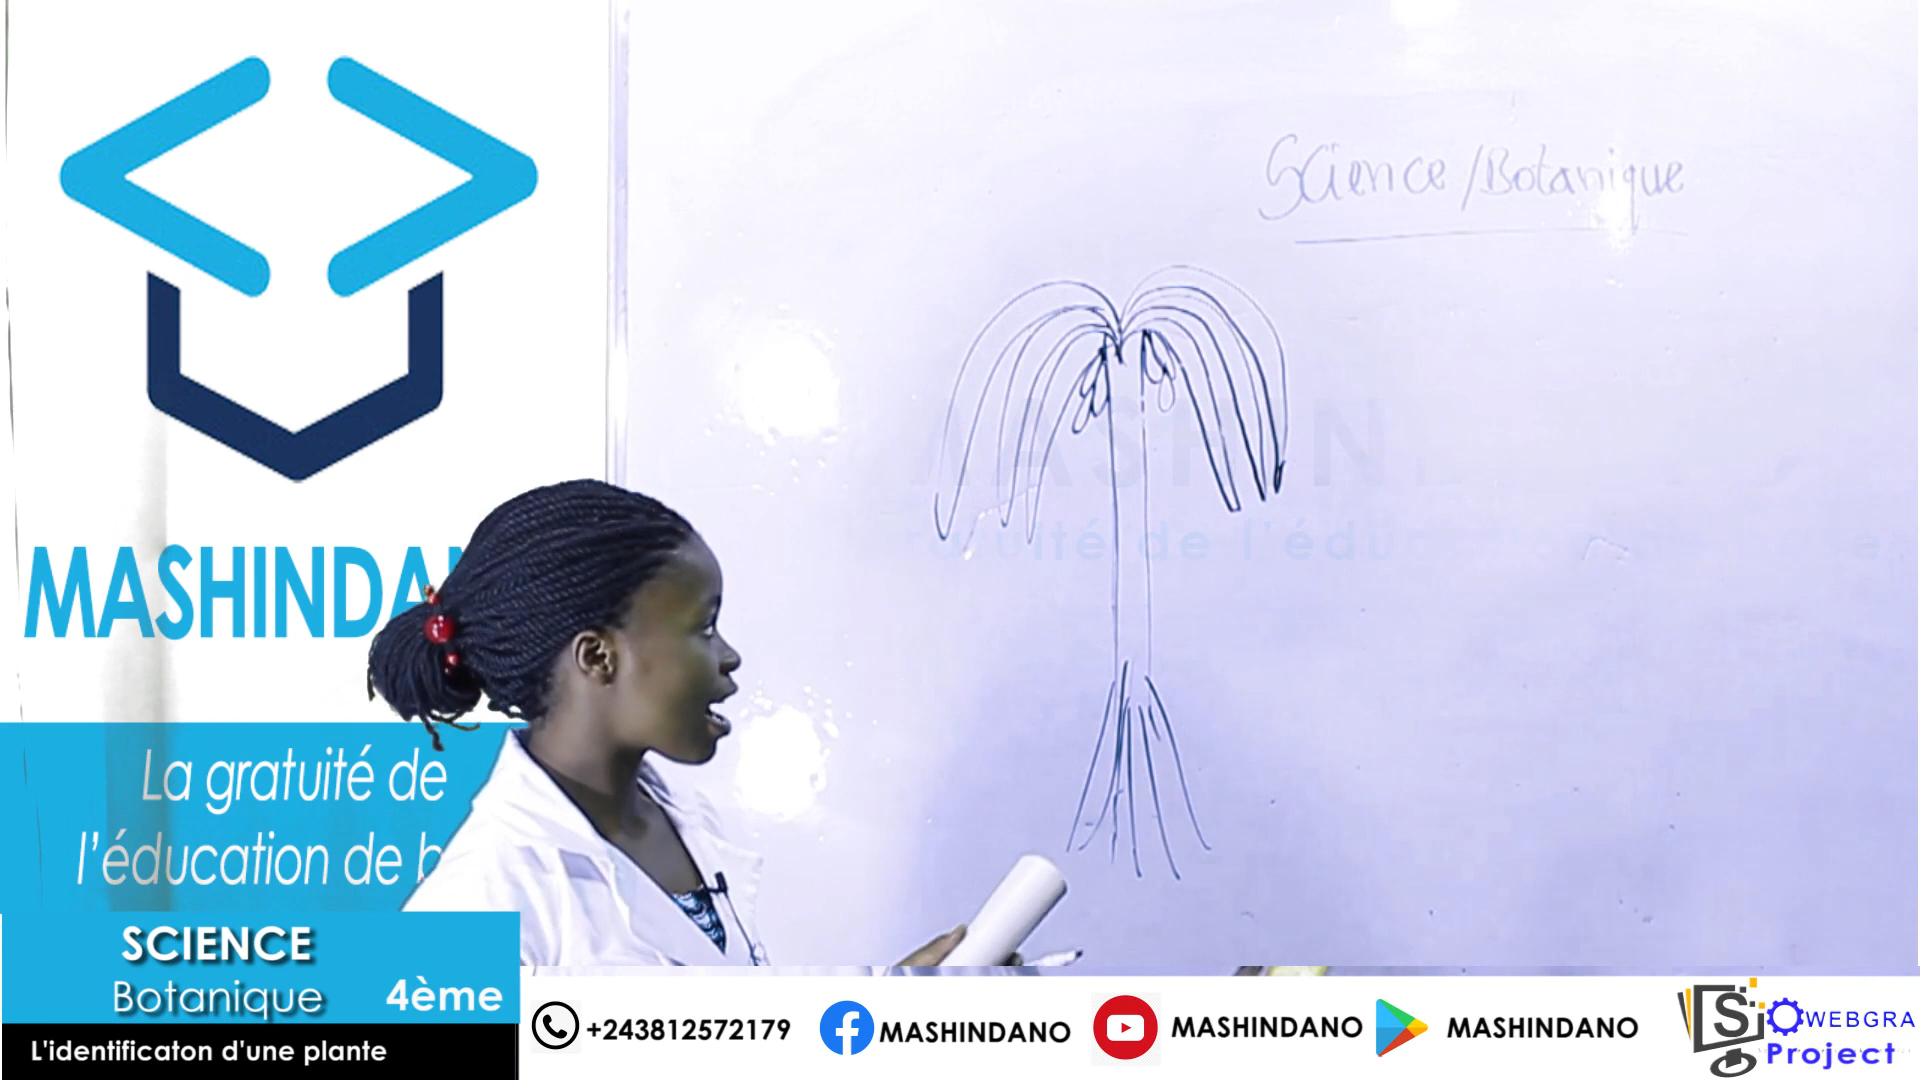 Science/Botanique
MASHINDAN
La gratuité de
l'éducation de b
SCIENCE
Botanique 4ème
L'identificaton d'une plante
+243812572179
MASHINDANO
MASHINDANO
MASHINDANO
WEBGRA
Project